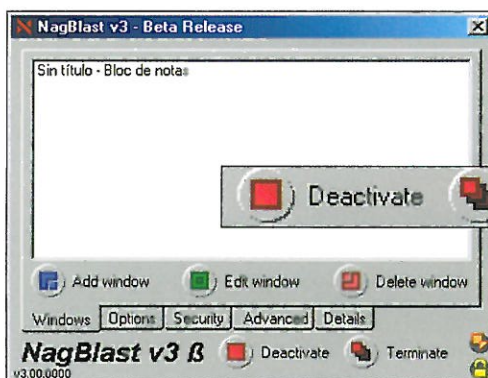 NagBlast v3 - Beta Release
Sin título - Bloc de notas
Deactivate
Add window Edit window Delete window
Windows Options Security Advanced Details
NagBlast v3 ß Deactivate Terminate
v3.00.0000